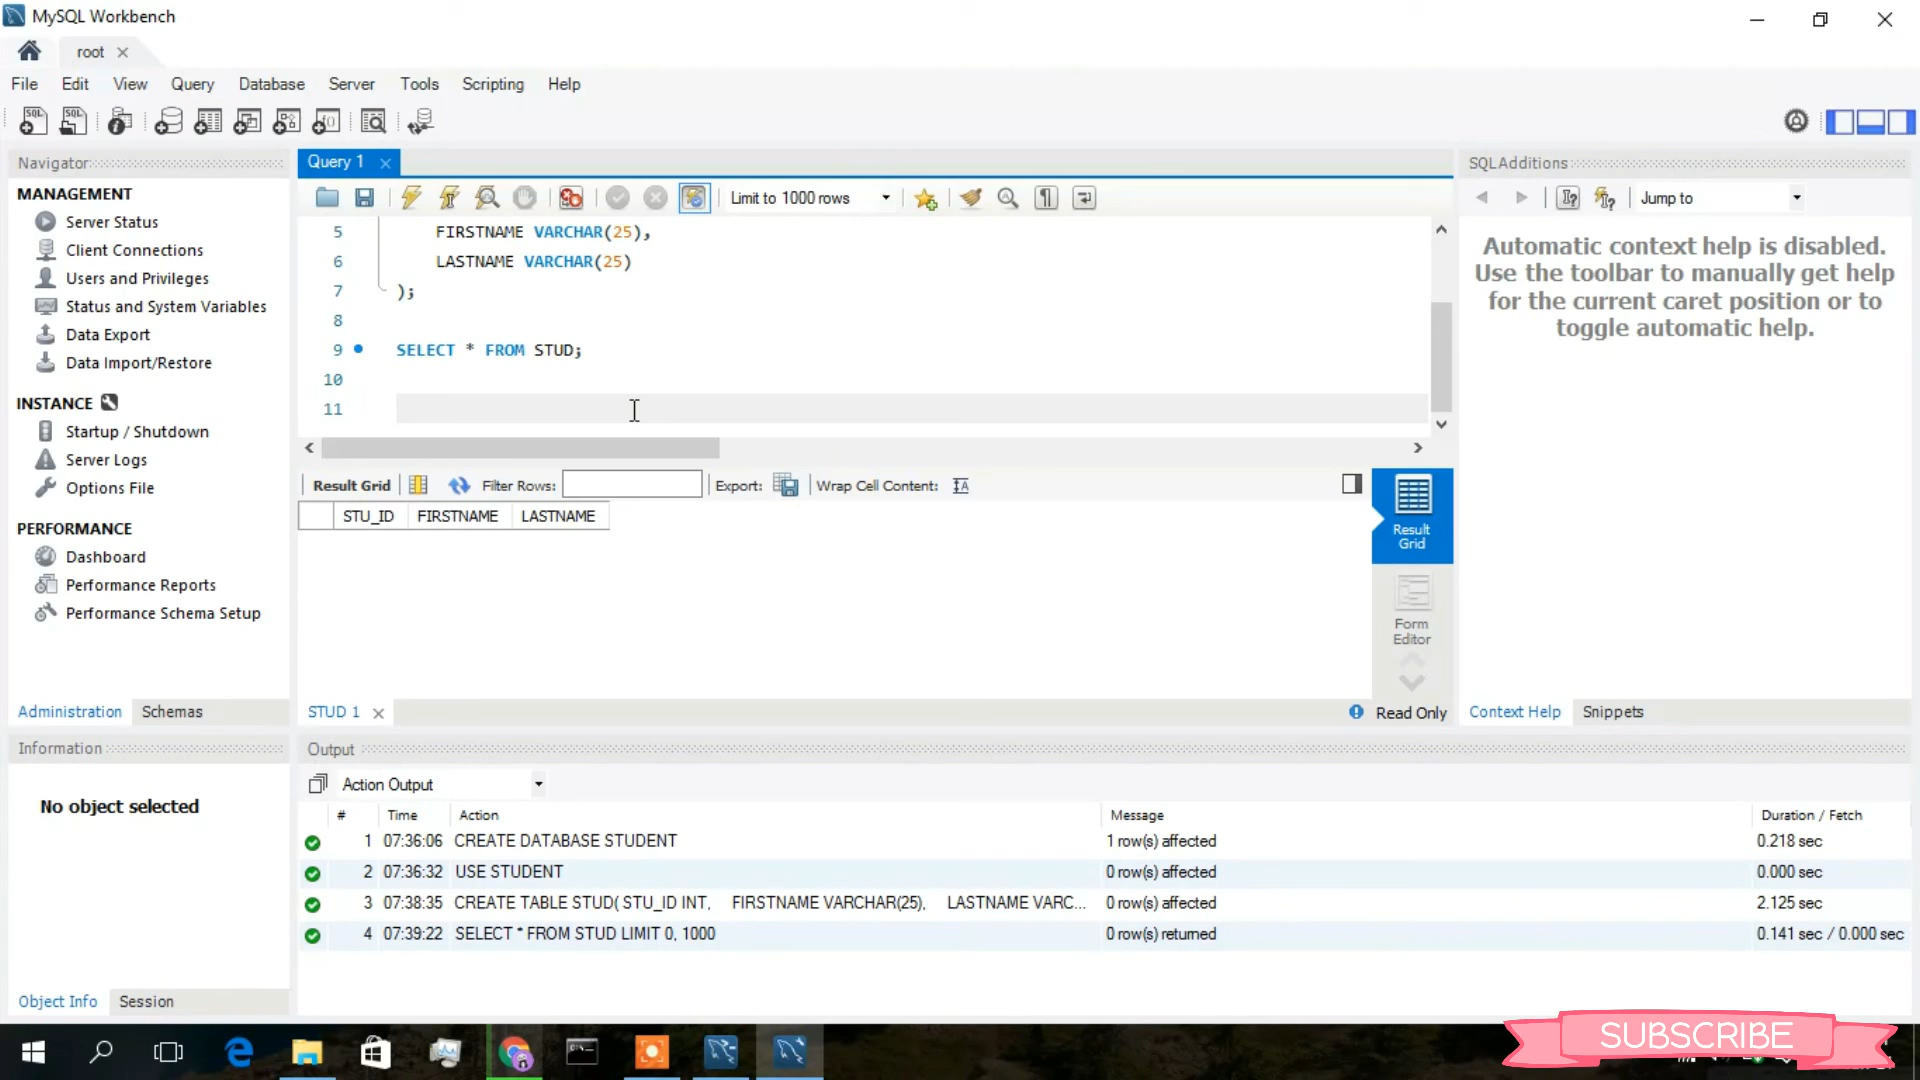 MySQL Workbench
root
File Edit View Query Database Server Tools Scripting Help
Navigator
MANAGEMENT
Server Status
Client Connections
Users and Privileges
Status and System Variables
Data Export
Data Import/Restore
INSTANCE
Startup / Shutdown
Server Logs
Options File
PERFORMANCE
Dashboard
Performance Reports
Performance Schema Setup
Administration Schemas
Query 1
Limit to 1000 rows
5 FIRSTNAME VARCHAR(25),
6 LASTNAME VARCHAR(25)
7 );
8
9 SELECT * FROM STUD;
10
11
Result Grid Filter Rows: Export: Wrap Cell Content:
STU_ID FIRSTNAME LASTNAME
Result
Grid
Form
Editor
STUD 1
Read Only
SQLAdditions
Jump to
Automatic context help is disabled.
Use the toolbar to manually get help
for the current caret position or to
toggle automatic help.
Context Help Snippets
Information
No object selected
Object Info Session
Output
Action Output
# Time Action Message Duration / Fetch
1 07:36:06 CREATE DATABASE STUDENT 1 row(s) affected 0.218 sec
2 07:36:32 USE STUDENT 0 row(s) affected 0.000 sec
3 07:38:35 CREATE TABLE STUD( STU_ID INT, FIRSTNAME VARCHAR(25), LASTNAME VARC... 0 row(s) affected 2.125 sec
4 07:39:22 SELECT * FROM STUD LIMIT 0, 1000 0 row(s) returned 0.141 sec / 0.000 sec
SUBSCRIBE